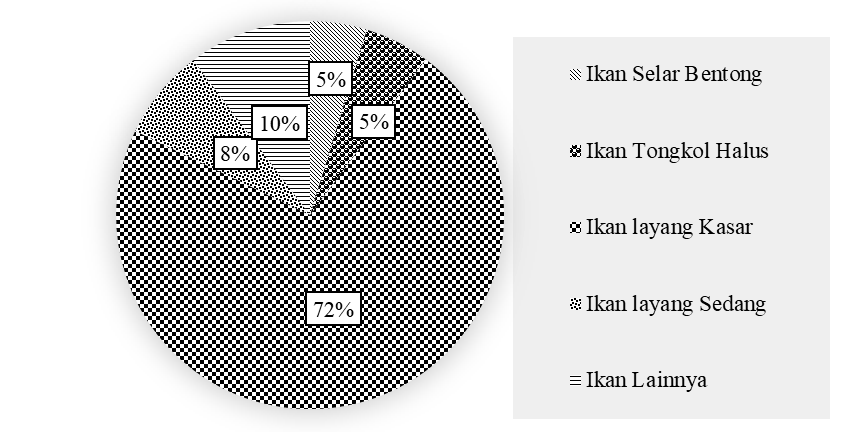 5%
5%
10%
8%
72%
Ikan Selar Bentong
Ikan Tongkol Halus
Ikan layang Kasar
Ikan layang Sedang
Ikan Lainnya